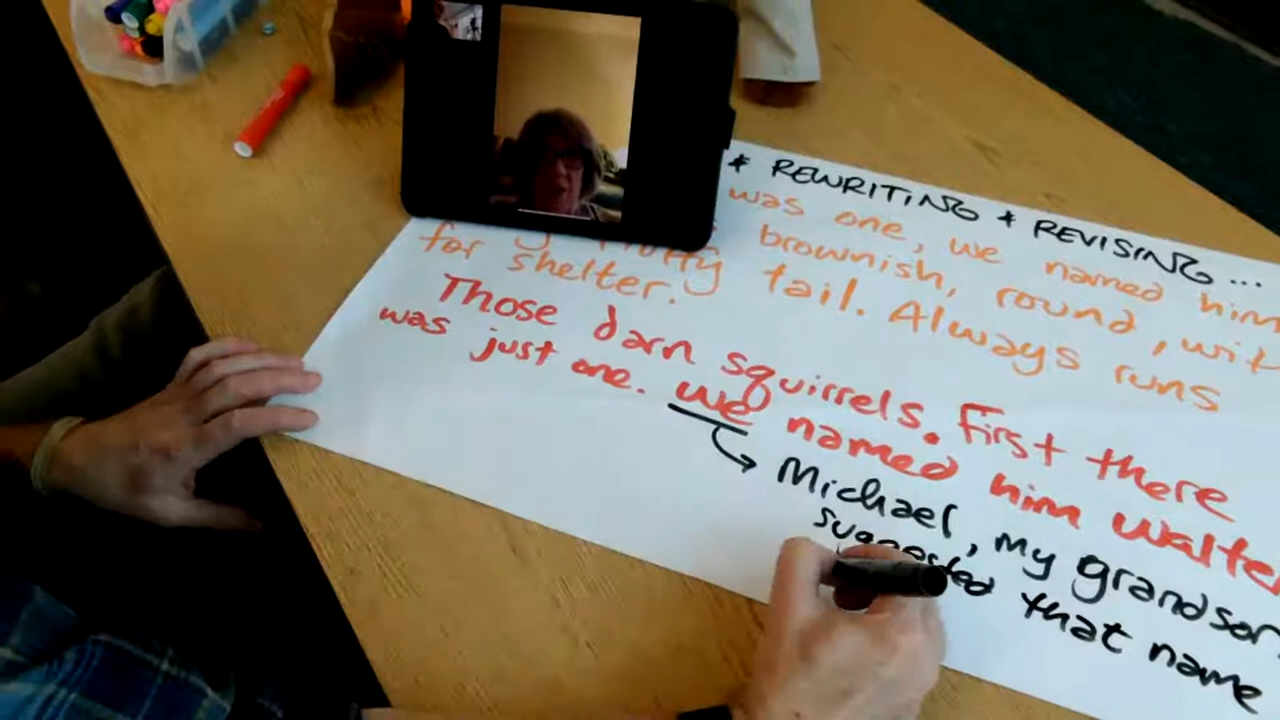 * REWRITING & REVISING...
was one, we named him
fluffy brownish, round, with
for shelter. tail. Always runs
Those darn squirrels. First there
was just one. we named him Walter
Michael, my grandson,
suggested that name